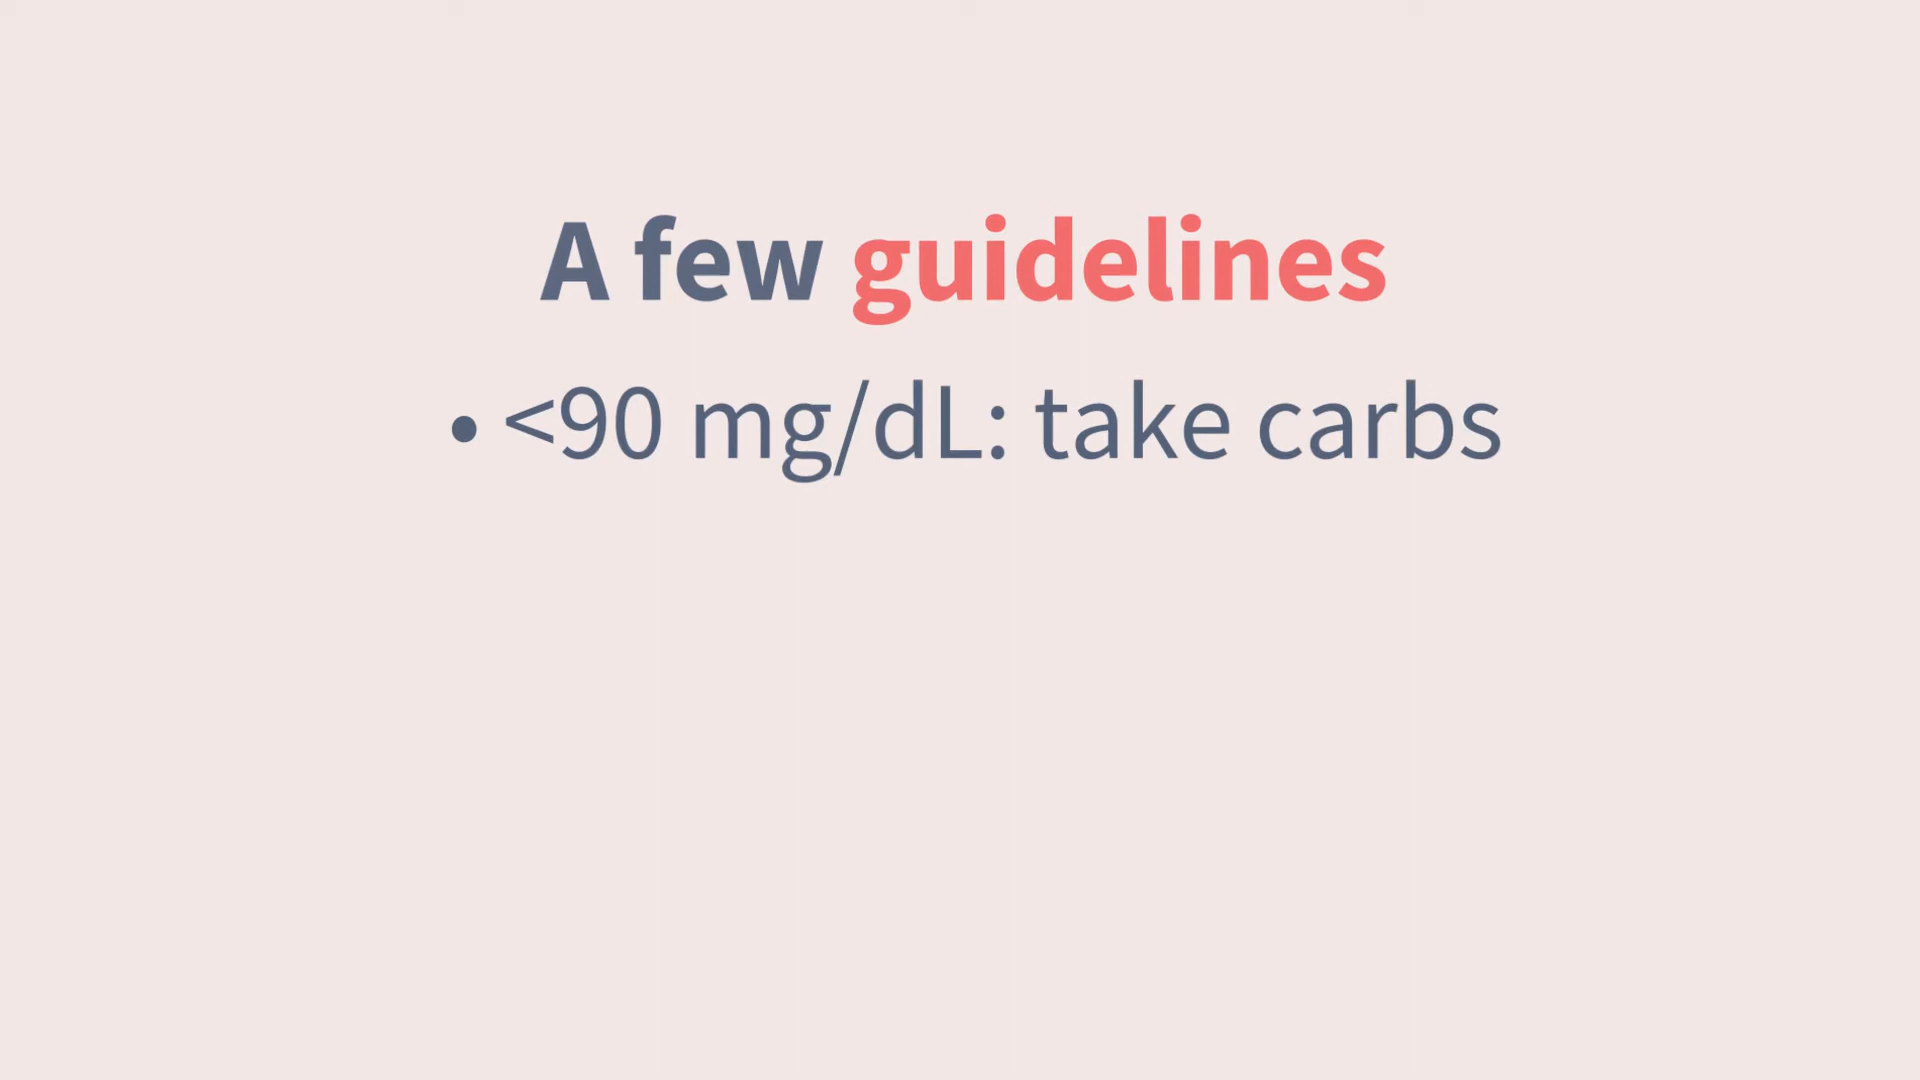 A few guidelines
• <90 mg/dL: take carbs